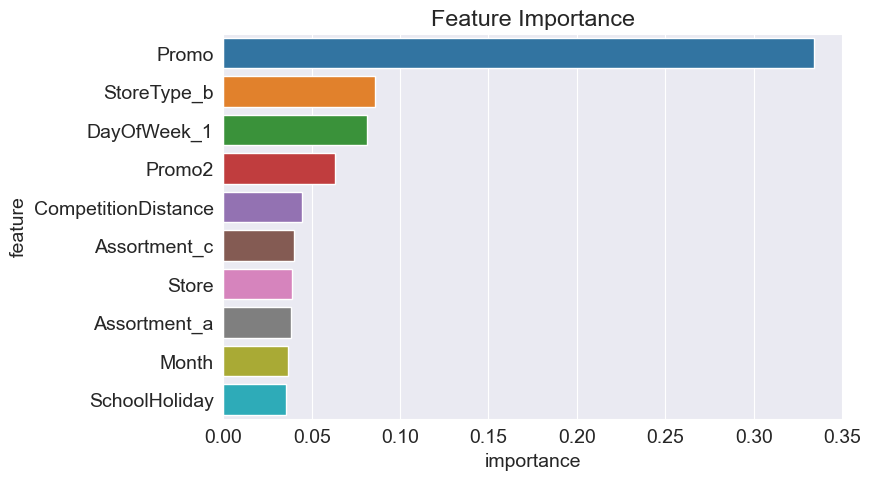 Feature Importance
feature
Promo
StoreType_b
DayOfWeek_1
Promo2
CompetitionDistance
Assortment_c
Store
Assortment_a
Month
SchoolHoliday
0.00 0.05 0.10 0.15 0.20 0.25 0.30 0.35
importance